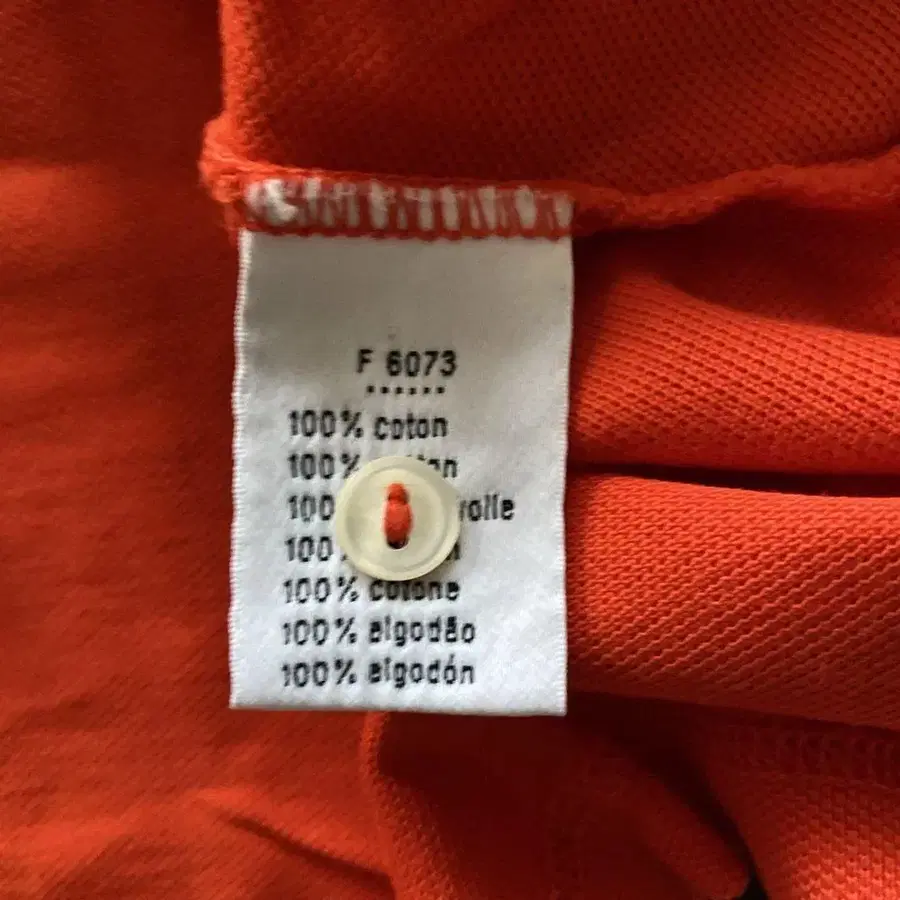 F 6073
******
100% coton
100%
100
100
100% cotone
100% algodão
100% algodón